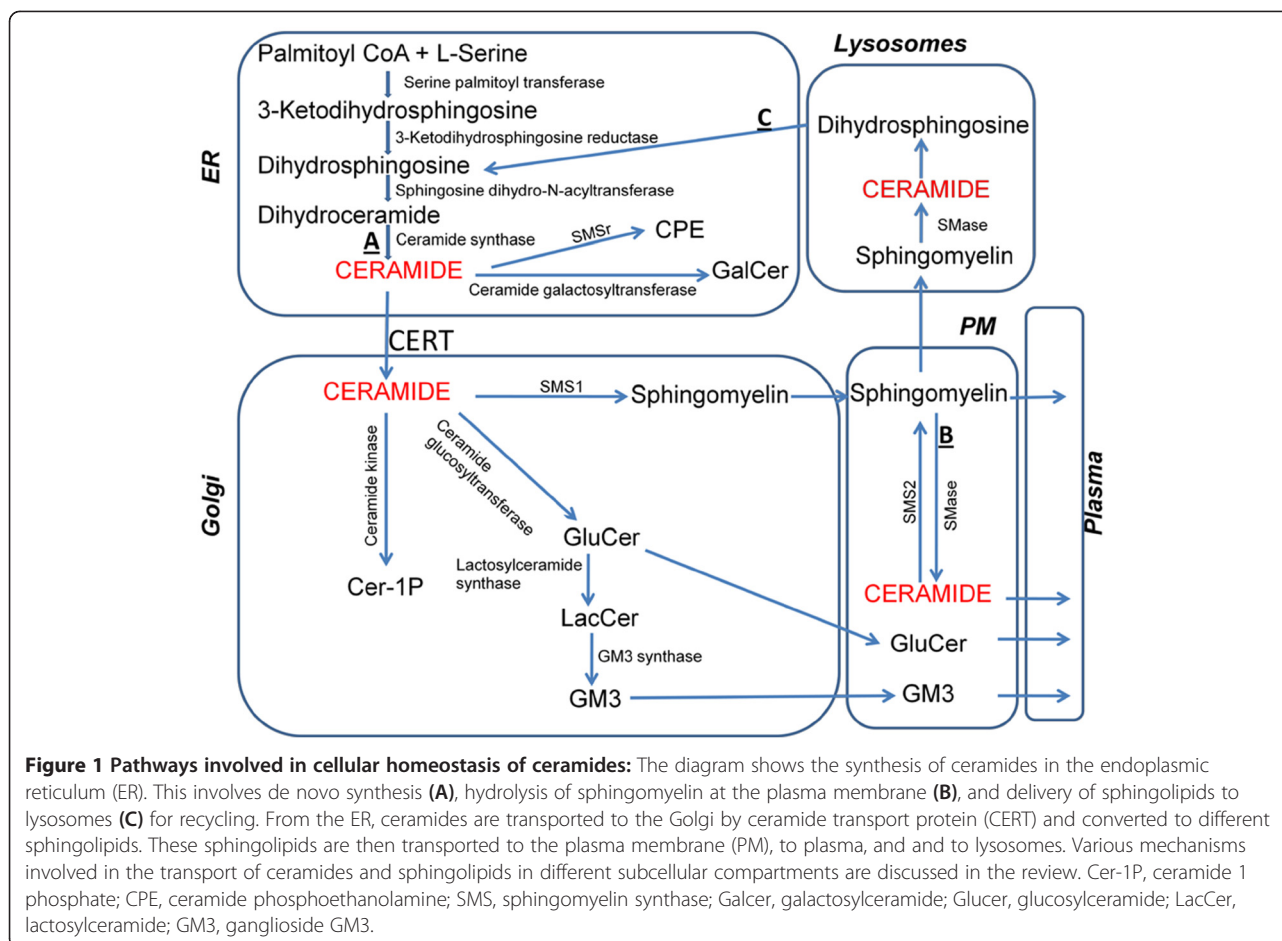 Lysosomes
ER
Palmitoyl CoA + L-Serine
Serine palmitoyl transferase
3-Ketodihydrosphingosine
3-Ketodihydrosphingosine reductase
Dihydrosphingosine
Sphingosine dihydro-N-acyltransferase
Dihydroceramide
A
Ceramide synthase
CERAMIDE
SMSr
CPE
Ceramide galactosyltransferase
GalCer
C
Dihydrosphingosine
CERAMIDE
SMase
Sphingomyelin
CERT
PM
Golgi
CERAMIDE
SMS1
Sphingomyelin
Ceramide kinase
Cer-1P
Ceramide
glucosyltransferase
GluCer
Lactosylceramide
synthase
LacCer
GM3 synthase
GM3
Sphingomyelin
B
SMS2
SMase
CERAMIDE
GluCer
GM3
Plasma
Figure 1 Pathways involved in cellular homeostasis of ceramides: The diagram shows the synthesis of ceramides in the endoplasmic
reticulum (ER). This involves de novo synthesis (A), hydrolysis of sphingomyelin at the plasma membrane (B), and delivery of sphingolipids to
lysosomes (C) for recycling. From the ER, ceramides are transported to the Golgi by ceramide transport protein (CERT) and converted to different
sphingolipids. These sphingolipids are then transported to the plasma membrane (PM), to plasma, and and to lysosomes. Various mechanisms
involved in the transport of ceramides and sphingolipids in different subcellular compartments are discussed in the review. Cer-1P, ceramide 1
phosphate; CPE, ceramide phosphoethanolamine; SMS, sphingomyelin synthase; Galcer, galactosylceramide; Glucer, glucosylceramide; LacCer,
lactosylceramide; GM3, ganglioside GM3.